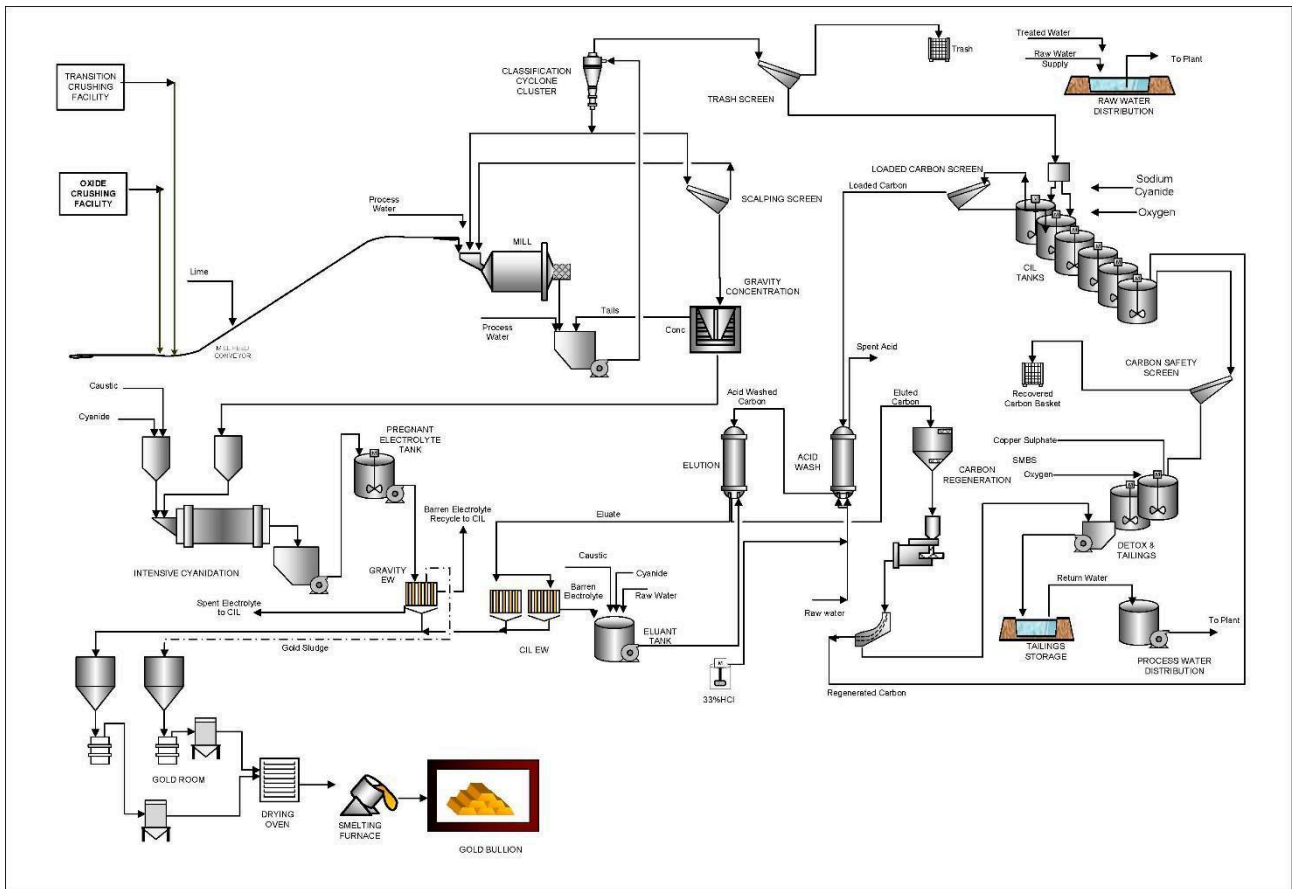 TRANSITION
CRUSHING
FACILITY
OXIDE
CRUSHING
FACILITY
CLASSIFICATION
CYCLONE
CLUSTER
TRASH SCREEN
Trash
Treated Water
Raw Water
Supply
To Plant
RAW WATER
DISTRIBUTION
LOADED CARBON SCREEN
Loaded Carbon
Sodium
Cyanide
Oxygen
CIL
TANKS
M
M
M
M
M
M
Process
Water
SCALPING SCREEN
MILL
Lime
MILL FEED
CONVEYOR
GRAVITY
CONCENTRATION
Tails
Conc
Process
Water
Caustic
Cyanide
PREGNANT
ELECTROLYTE
TANK
M
Barren Electrolyte
Recycle to CIL
INTENSIVE CYANIDATION
GRAVITY
EW
Spent Electrolyte
to CIL
Gold Sludge
Spent Acid
Acid Washed
Carbon
Eluted Carbon
ELUTION
ACID
WASH
CARBON
REGENERATION
Eluate
Caustic
Cyanide
Raw Water
Barren
Electrolyte
ELUANT
TANK
CIL EW
Raw water
M
33%HCl
Regenerated Carbon
CARBON SAFETY
SCREEN
Recovered
Carbon Basket
Copper Sulphate
SMBS
Oxygen
M
M
DETOX &
TAILINGS
Return Water
TAILINGS
STORAGE
To Plant
PROCESS WATER
DISTRIBUTION
GOLD ROOM
DRYING
OVEN
SMELTING
FURNACE
GOLD BULLION